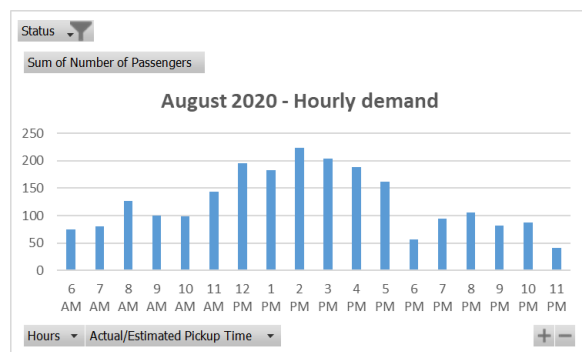 Status
Sum of Number of Passengers
August 2020 - Hourly demand
250
200
150
100
50
0
6 7 8 9 10 11 12 1 2 3 4 5 6 7 8 9 10 11
AM AM AM AM AM AM PM PM PM PM PM PM PM PM PM PM PM PM
Hours Actual/Estimated Pickup Time